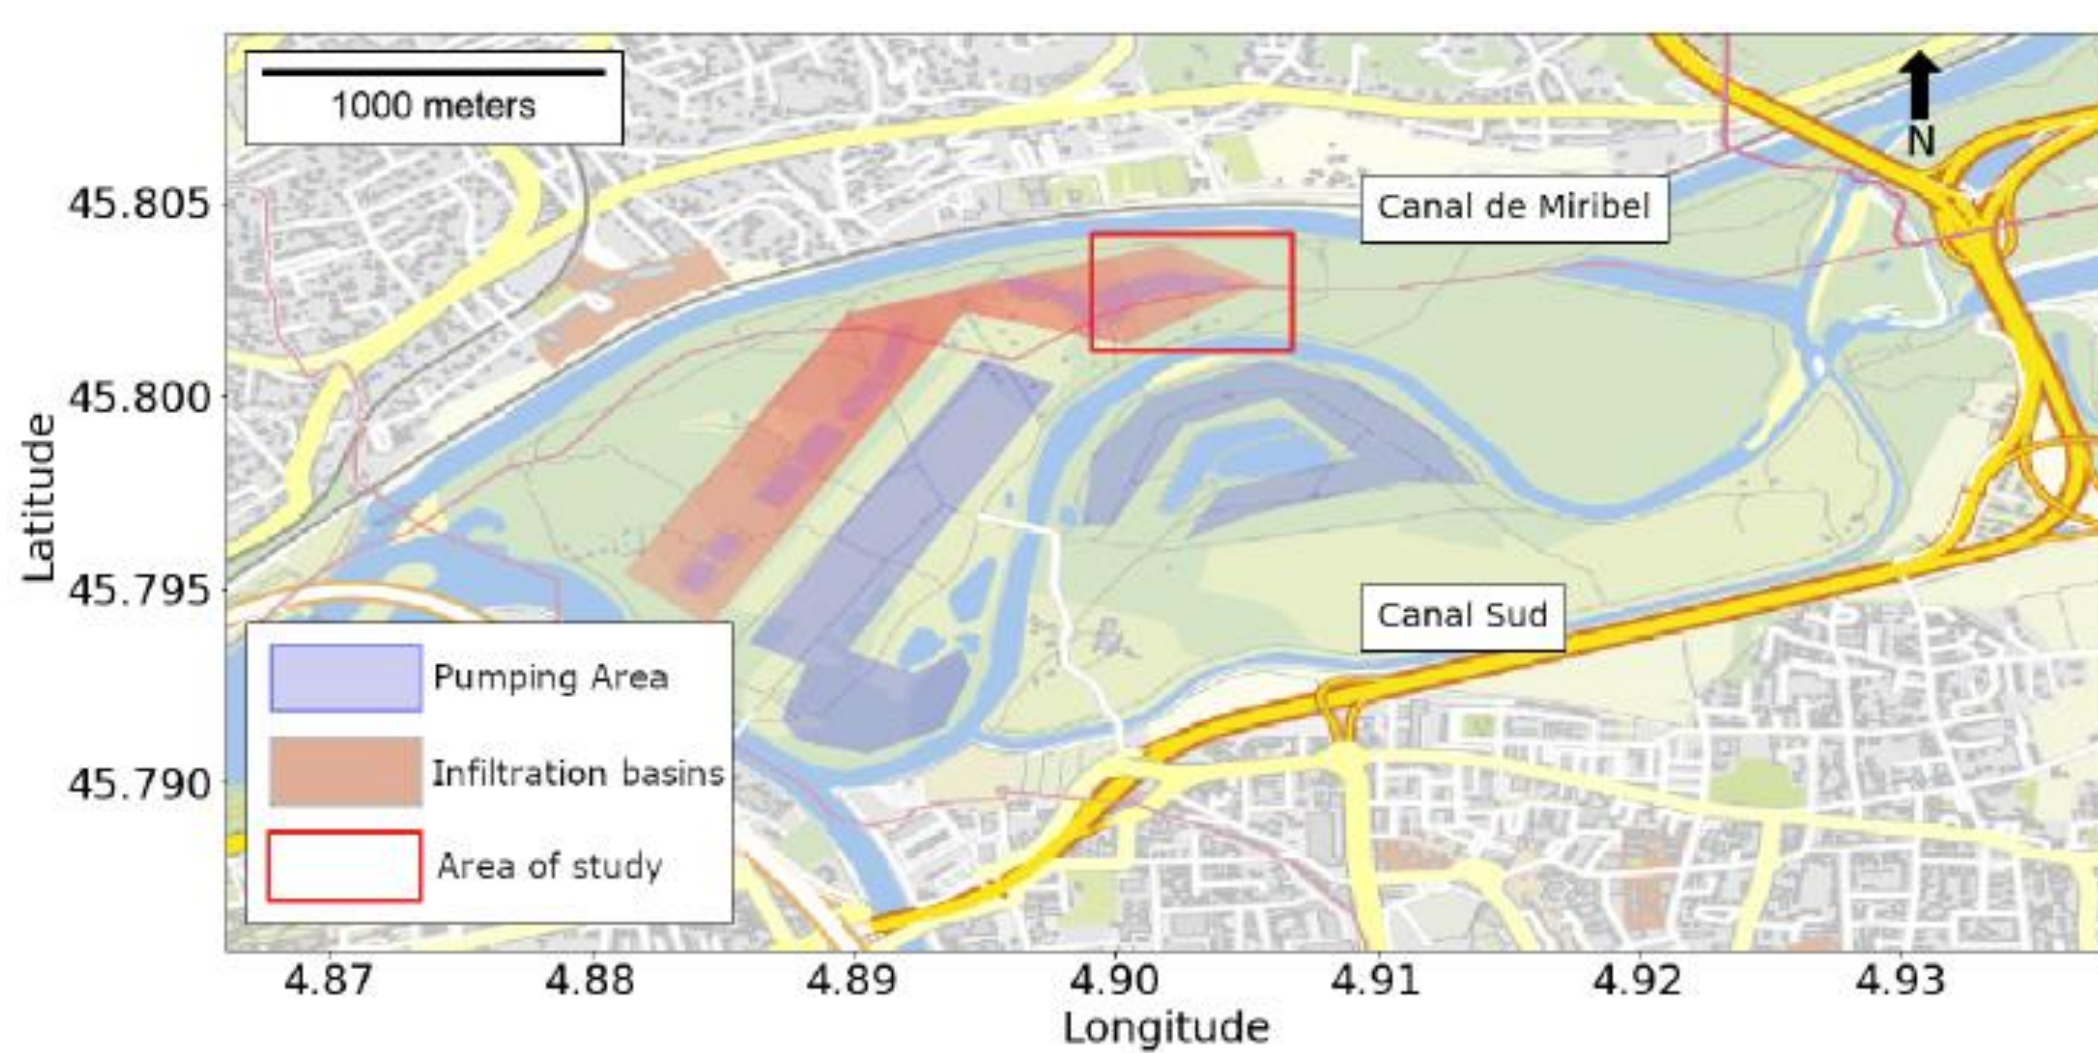 1000 meters
N
Canal de Miribel
Canal Sud
Pumping Area
Infiltration basins
Area of study
Latitude
45.805
45.800
45.795
45.790
4.87 4.88 4.89 4.90 4.91 4.92 4.93
Longitude